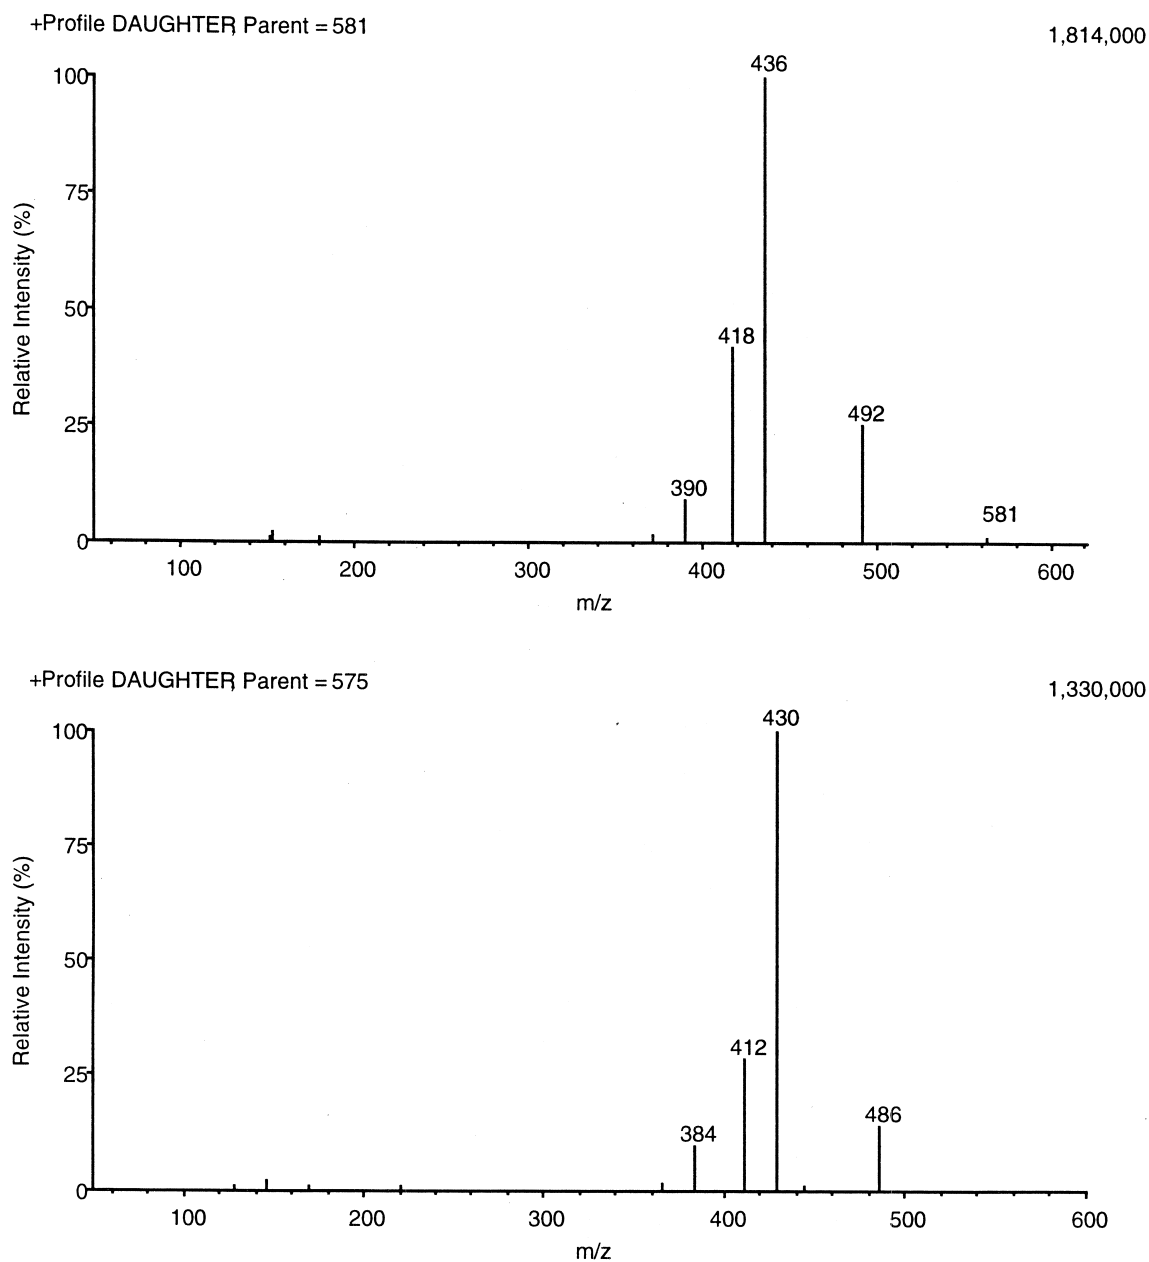 +Profile DAUGHTER, Parent = 581
1,814,000
Relative Intensity (%)
100
75
50
25
0
436
418
492
390
581
100 200 300 400 500 600
m/z
+Profile DAUGHTER, Parent = 575
1,330,000
Relative Intensity (%)
100
75
50
25
0
430
412
486
384
100 200 300 400 500 600
m/z